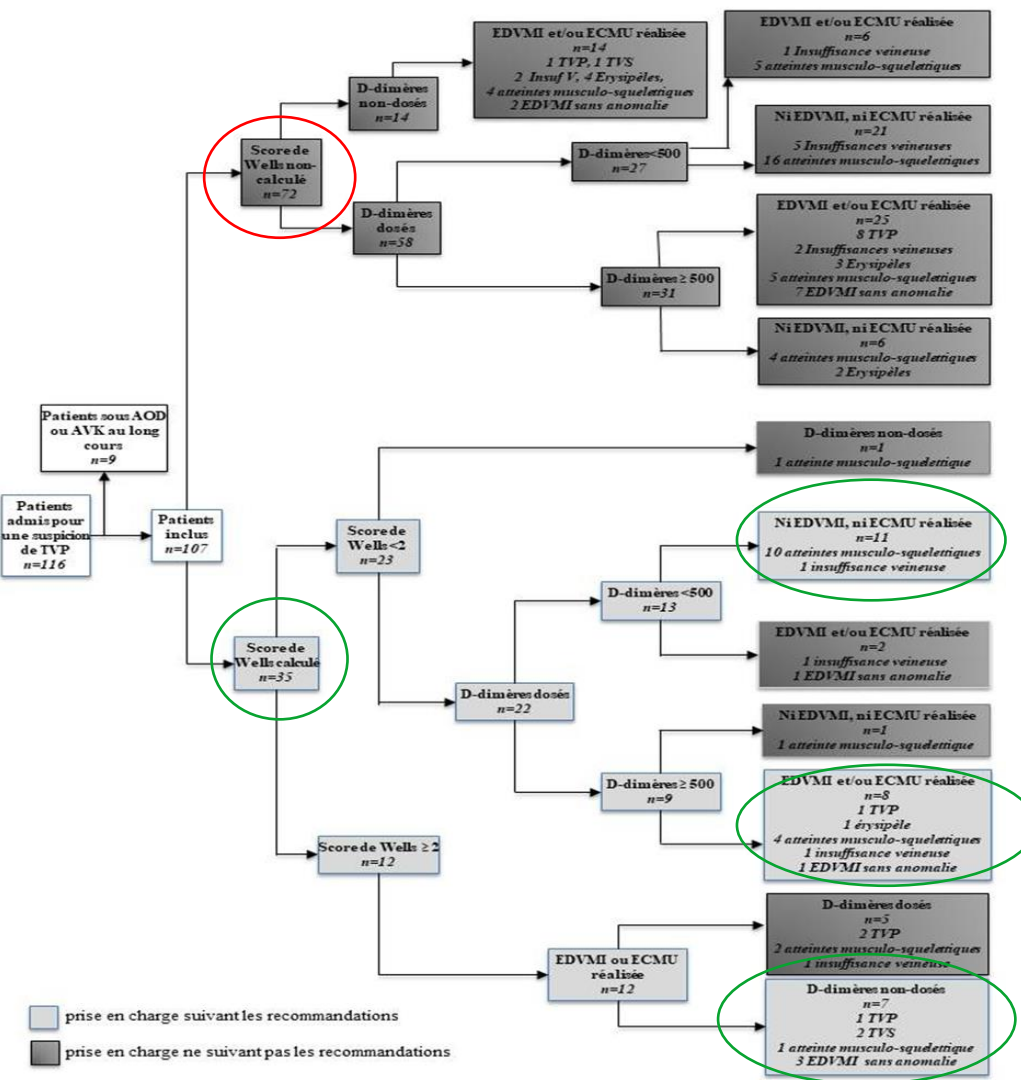 EDVMI et/ou ECMU réalisée
n=14
1 TVP, 1 TVS
2 Insuf V, 4 Erysipèles,
4 atteintes musculo-squelettiques
2 EDVMI sans anomalie
EDVMI et/ou ECMU réalisée
n=6
1 Insuffisance veineuse
5 atteintes musculo-squelettiques
D-dimères
non-dosés
n=14
Score de
Wells non-
calculé
n=72
D-dimères<500
n=27
Ni EDVMI, ni ECMU réalisée
n=21
5 Insuffisances veineuses
16 atteintes musculo-squelettiques
D-dimères
dosés
n=58
EDVMI et/ou ECMU réalisée
n=25
8 TVP
2 Insuffisances veineuses
3 Erysipèles
5 atteintes musculo-squelettiques
7 EDVMI sans anomalie
D-dimères≥ 500
n=31
Ni EDVMI, ni ECMU réalisée
n=6
4 atteintes musculo-squelettiques
2 Erysipèles
Patients sous AOD
ou AVK au long
cours
n=9
Patients
admis pour
une suspicion
de TVP
n=116
Patients
inclus
n=107
D-dimères non-dosés
n=1
1 atteinte musculo-squelettique
Score de
Wells<2
n=23
Ni EDVMI, ni ECMU réalisée
n=11
10 atteintes musculo-squelettiques
1 insuffisance veineuse
D-dimères <500
n=13
EDVMI et/ou ECMU réalisée
n=2
1 insuffisance veineuse
1 EDVMI sans anomalie
Score de
Wells calculé
n=35
D-dimères dosés
n=22
Ni EDVMI, ni ECMU réalisée
n=1
1 atteinte musculo-squelettique
D-dimères≥ 500
n=9
EDVMI et/ou ECMU réalisée
n=8
1 TVP
1 érysipèle
4 atteintes musculo-squelettiques
1 insuffisance veineuse
1 EDVMI sans anomalie
Score de Wells ≥2
n=12
D-dimères dosés
n=5
2 TVP
2 atteintes musculo-squelettiques
1 insuffisance veineuse
EDVMI ou ECMU
réalisée
n=12
D-dimères non-dosés
n=7
1 TVP
2 TVS
1 atteinte musculo-squelettique
3 EDVMI sans anomalie
prise en charge suivant les recommandations
prise en charge ne suivant pas les recommandations